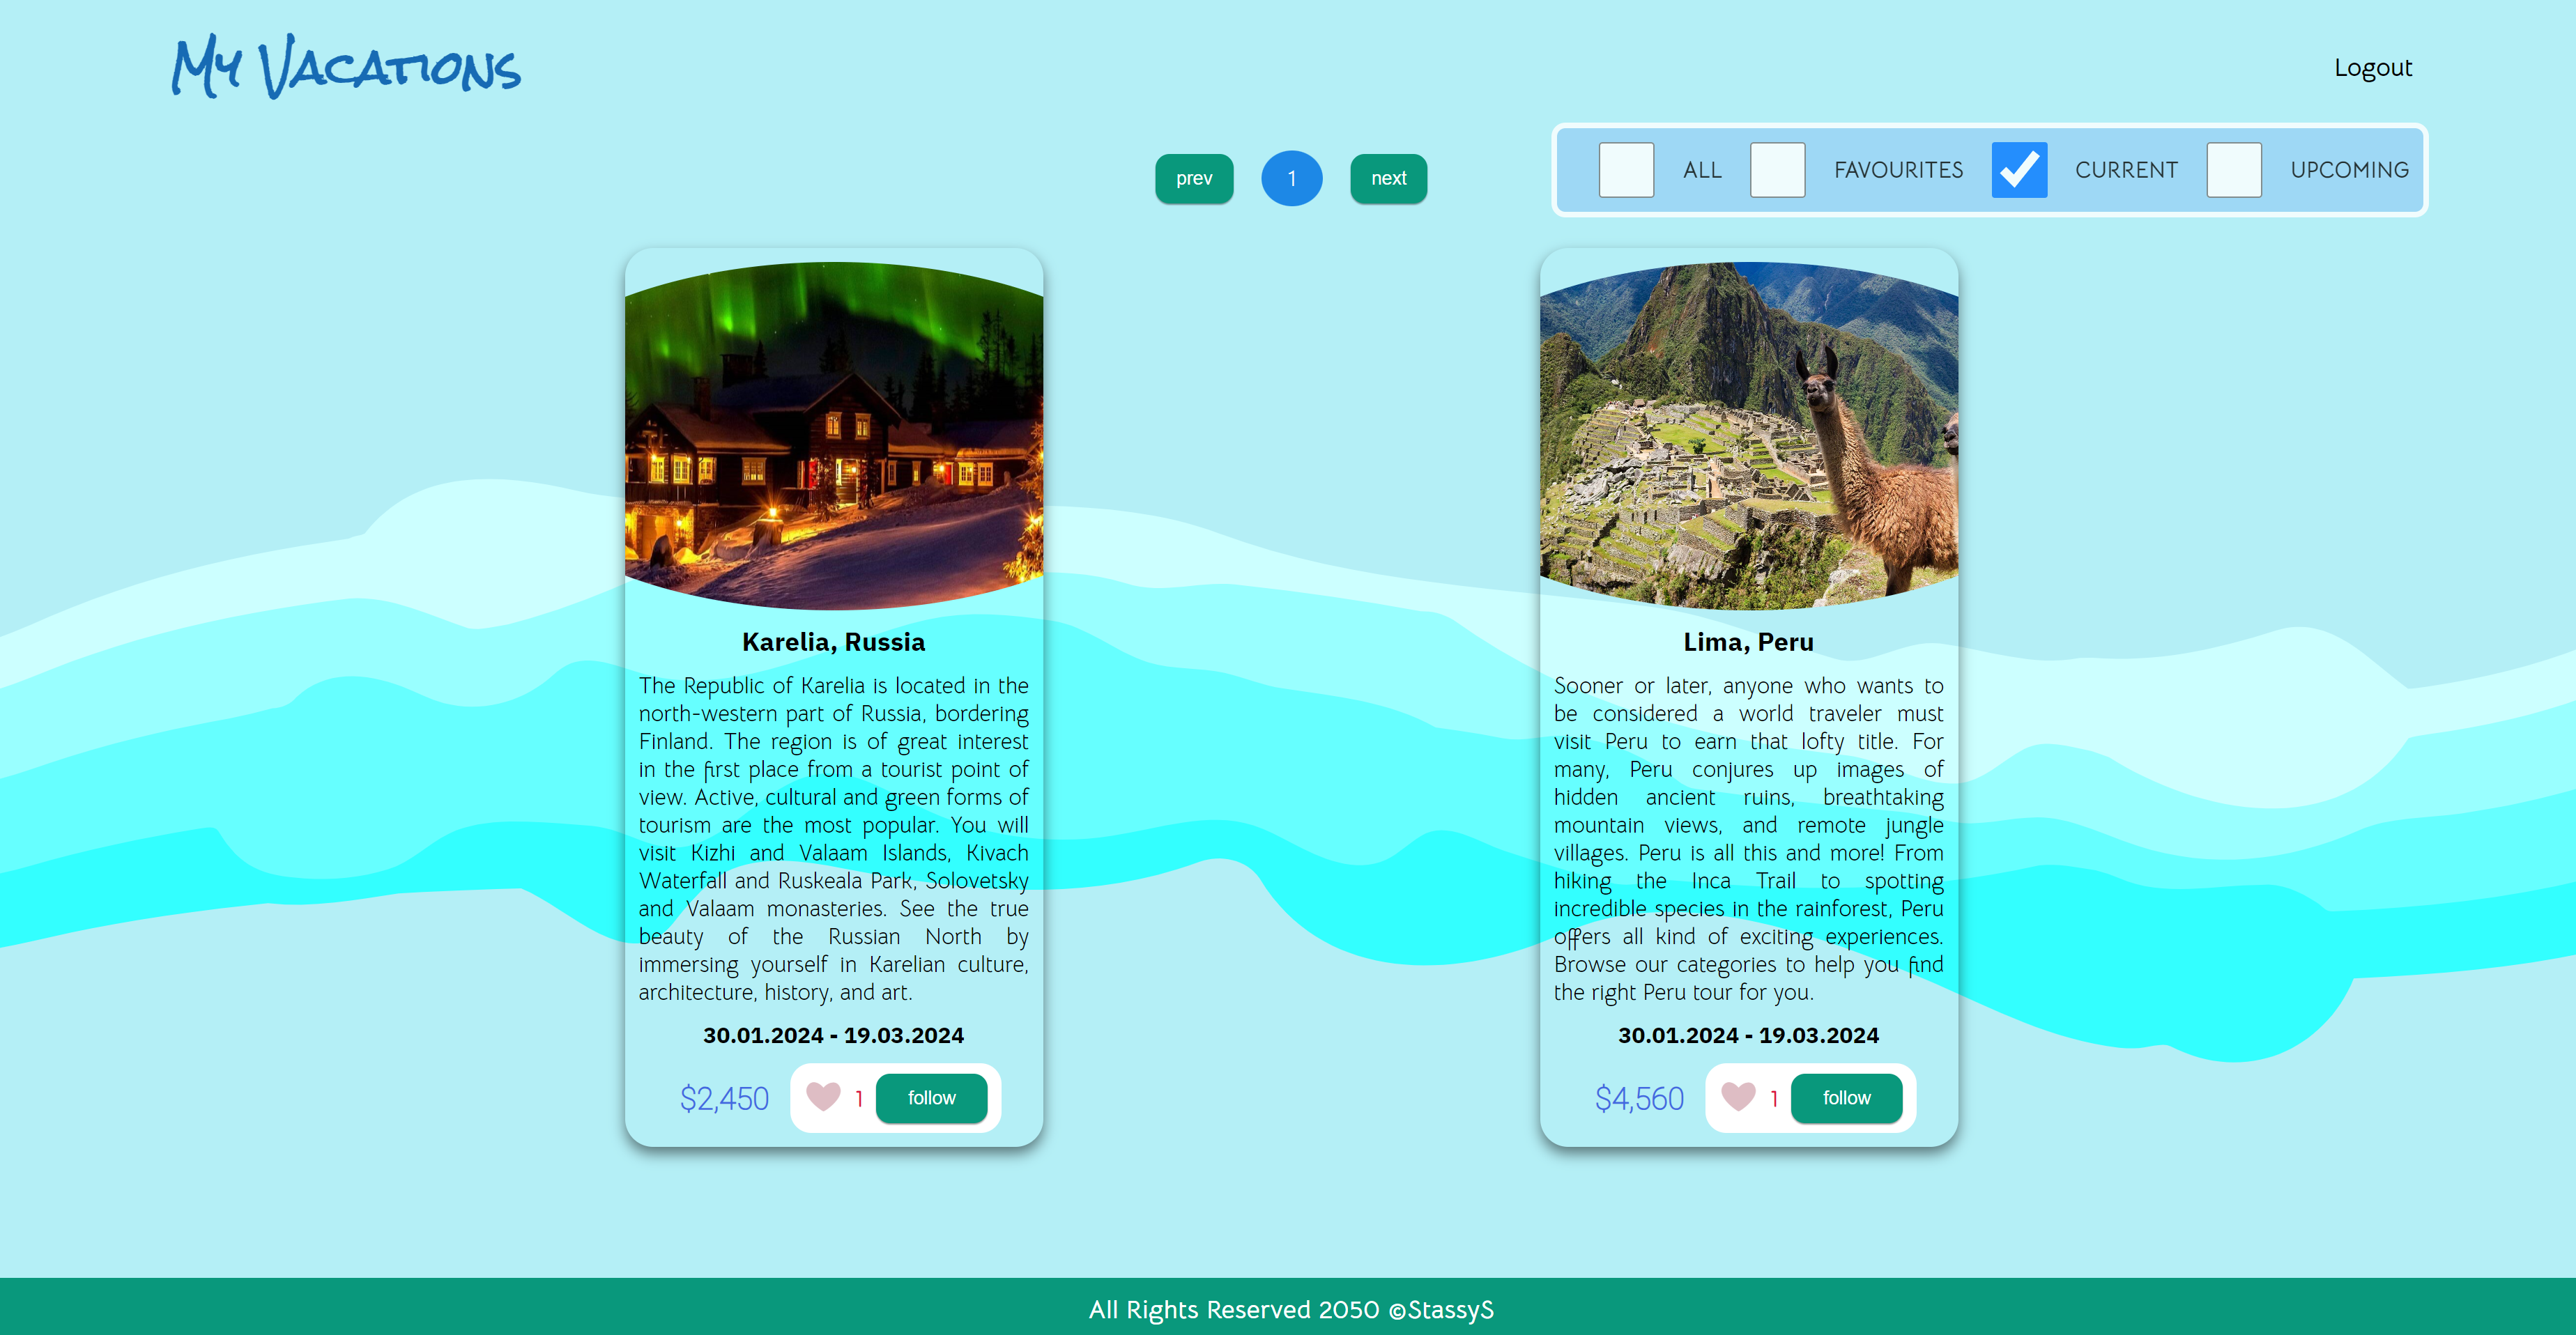 My Vacations
Logout
prev
1
next
ALL
FAVOURITES
CURRENT
UPCOMING
Karelia, Russia
The Republic of Karelia is located in the
north-western part of Russia, bordering
Finland. The region is of great interest
in the first place from a tourist point of
view. Active, cultural and green forms of
tourism are the most popular. You will
visit Kizhi and Valaam Islands, Kivach
Waterfall and Ruskeala Park, Solovetsky
and Valaam monasteries. See the true
beauty of the Russian North by
immersing yourself in Karelian culture,
architecture, history, and art.
30.01.2024 - 19.03.2024
$2,450
1
follow
Lima, Peru
Sooner or later, anyone who wants to
be considered a world traveler must
visit Peru to earn that lofty title. For
many, Peru conjures up images of
hidden ancient ruins, breathtaking
mountain views, and remote jungle
villages. Peru is all this and more! From
hiking the Inca Trail to spotting
incredible species in the rainforest, Peru
offers all kind of exciting experiences.
Browse our categories to help you find
the right Peru tour for you.
30.01.2024 - 19.03.2024
$4,560
1
follow
All Rights Reserved 2050 ©StassyS